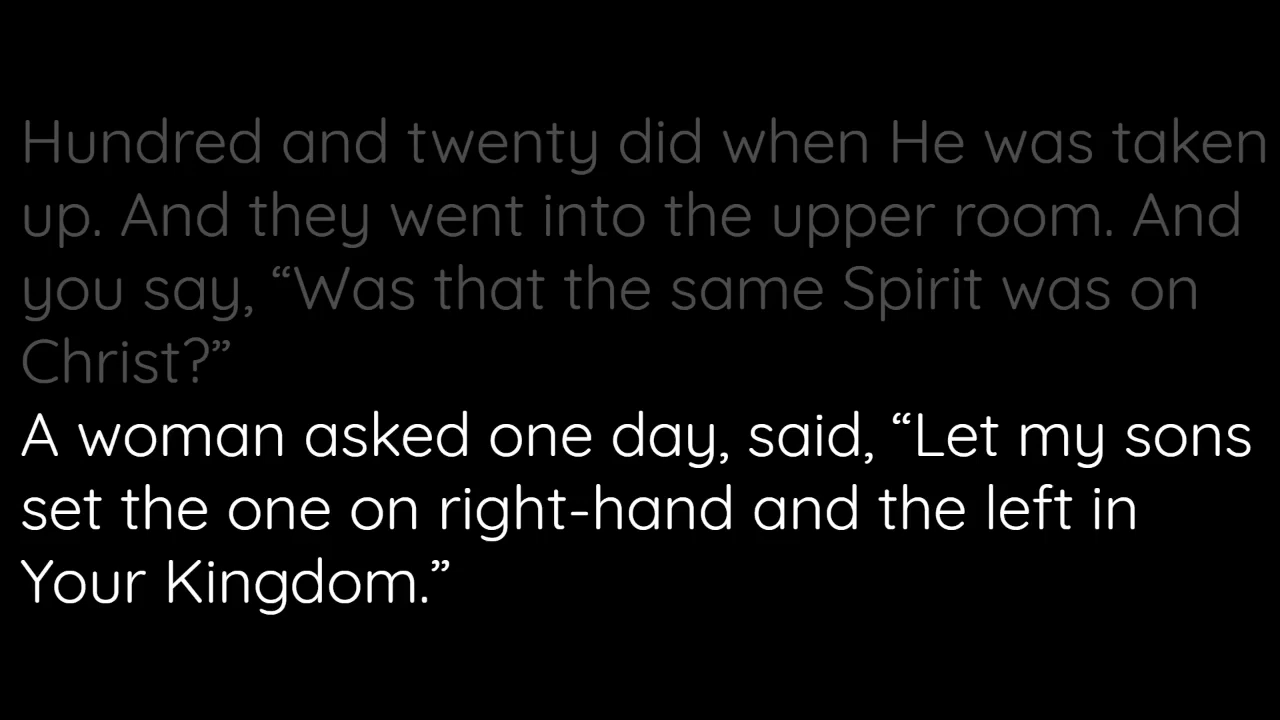 Hundred and twenty did when He was taken
up. And they went into the upper room. And
you say, “Was that the same Spirit was on
Christ?”
A woman asked one day, said, “Let my sons
set the one on right-hand and the left in
Your Kingdom.”